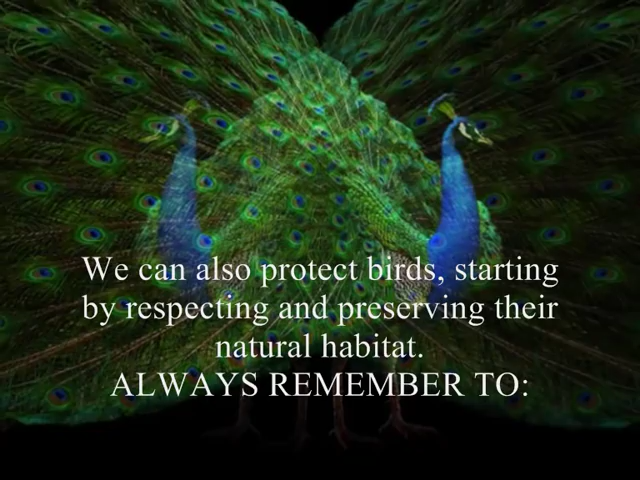 We can also protect birds, starting
by respecting and preserving their
natural habitat.
ALWAYS REMEMBER TO: